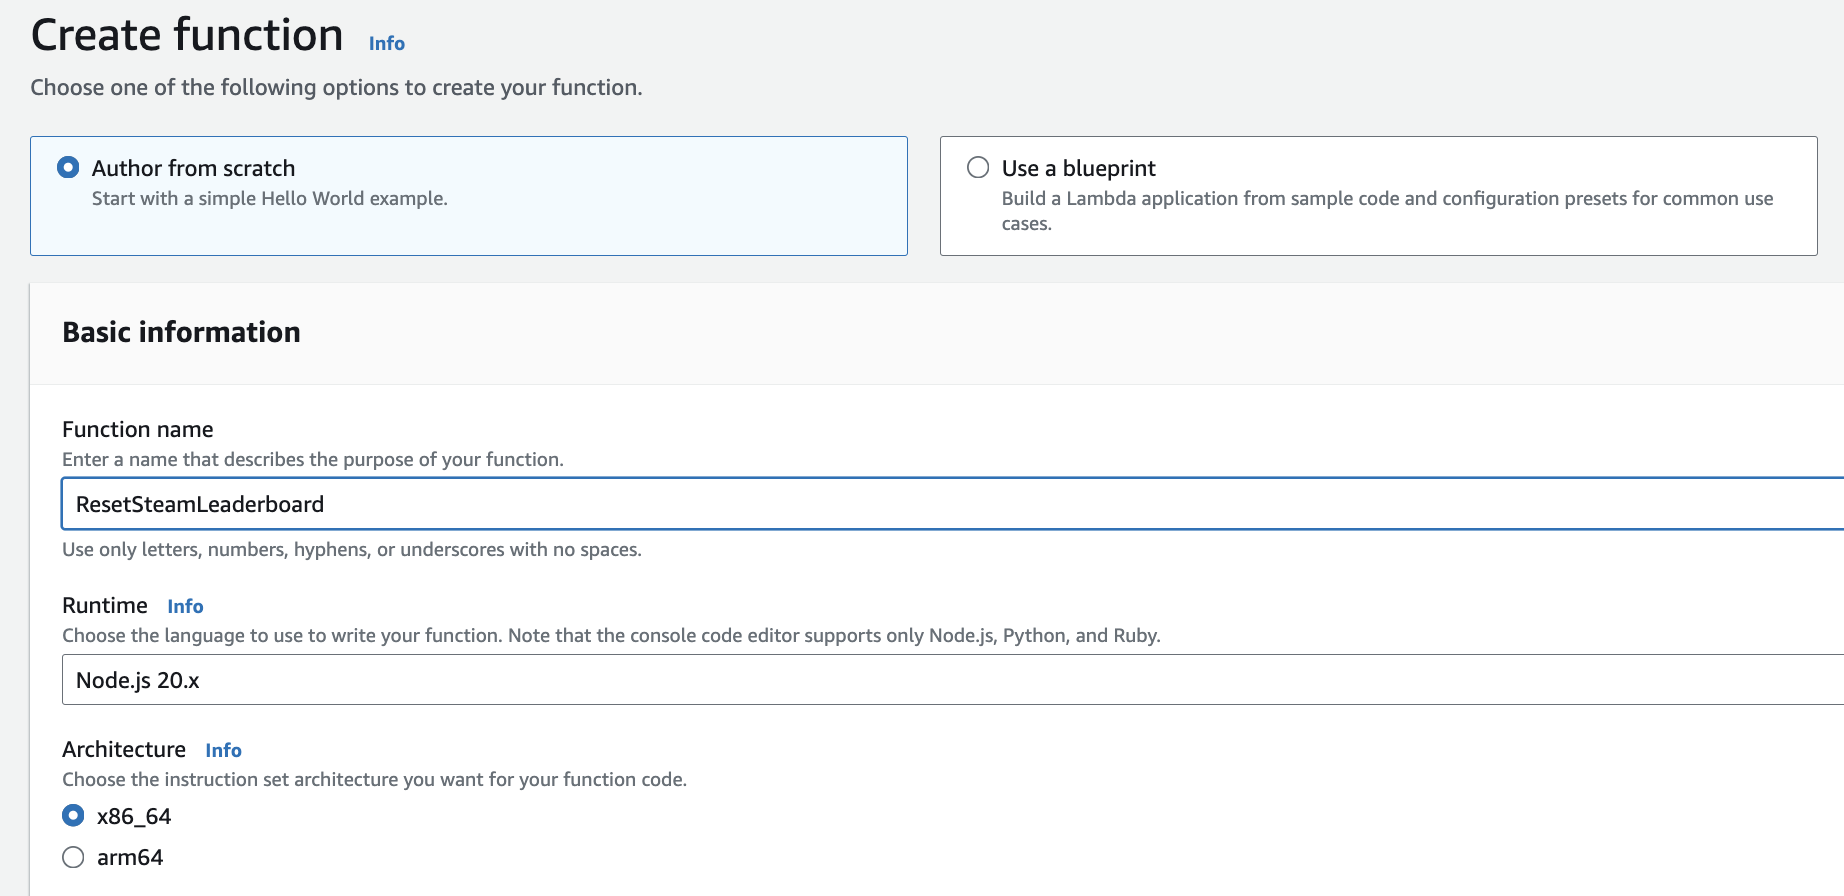 Create function Info
Choose one of the following options to create your function.
Author from scratch
Start with a simple Hello World example.
Use a blueprint
Build a Lambda application from sample code and configuration presets for common use
cases.
Basic information
Function name
Enter a name that describes the purpose of your function.
ResetSteamLeaderboard
Use only letters, numbers, hyphens, or underscores with no spaces.
Runtime Info
Choose the language to use to write your function. Note that the console code editor supports only Node.js, Python, and Ruby.
Node.js 20.x
Architecture Info
Choose the instruction set architecture you want for your function code.
x86_64
arm64